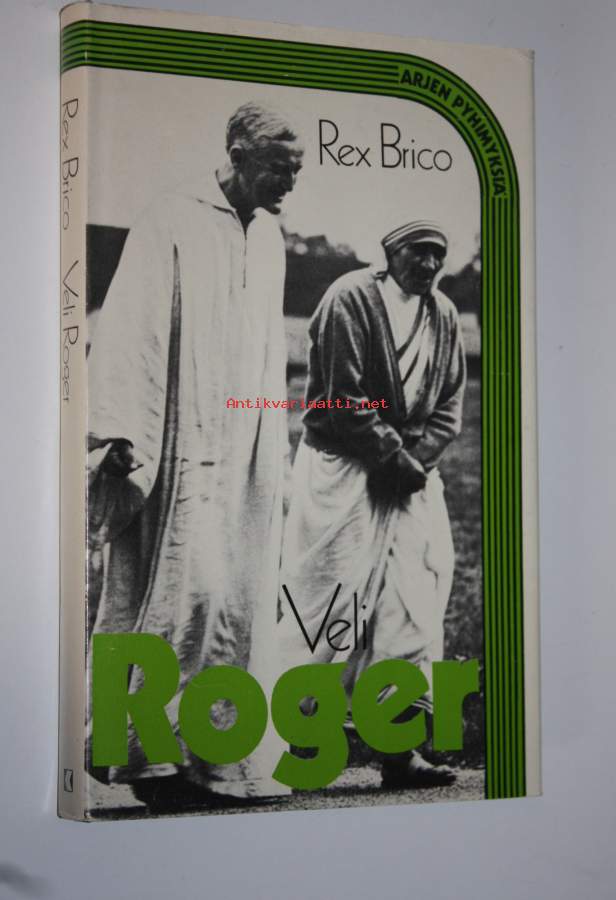 ARJEN PYHIMYKSIÄ
Rex Brico
Veli
Roger
Rex Brico Veli Roger
Antikvariaatti.net